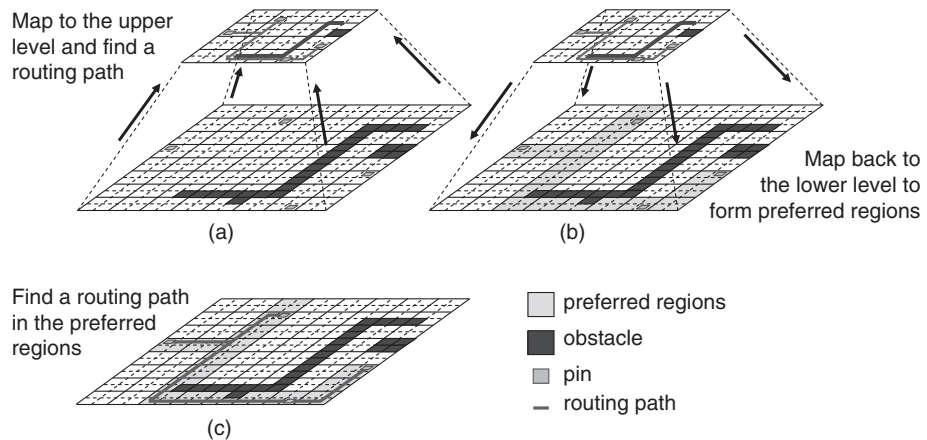 Map to the upper
level and find a
routing path
(a)
(b)
Map back to
the lower level to
form preferred regions
Find a routing path
in the preferred
regions
(c)
preferred regions
obstacle
pin
routing path